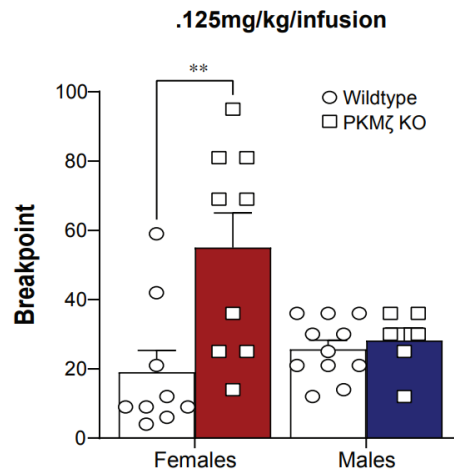 .125mg/kg/infusion
**
Wildtype
PKMζ KO
Breakpoint
100
80
60
40
20
0
Females
Males